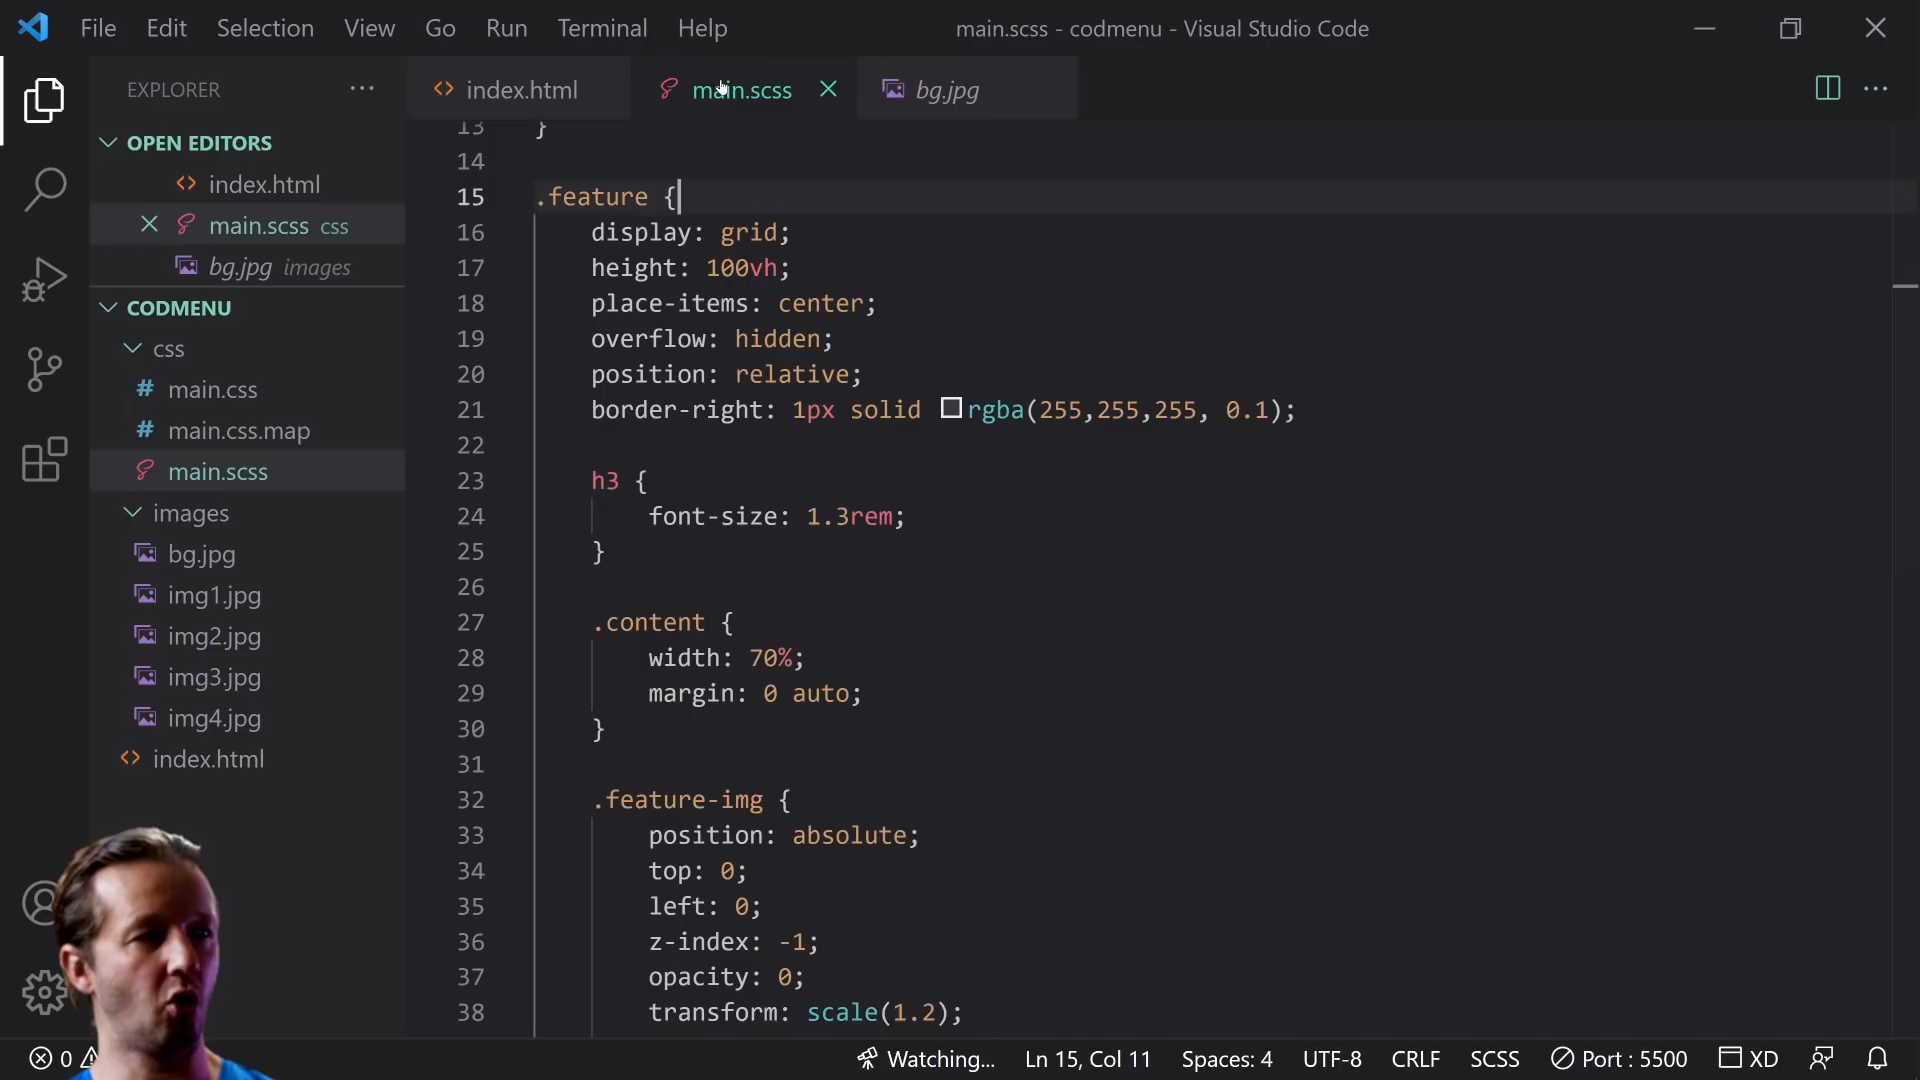 File Edit Selection View Go Run Terminal Help main.scss - codmenu - Visual Studio Code
EXPLORER ···
index.html main.scss bg.jpg
OPEN EDITORS
index.html
main.scss css
bg.jpg images
CODMENU
css
# main.css
# main.css.map
main.scss
images
bg.jpg
img1.jpg
img2.jpg
img3.jpg
img4.jpg
index.html
13 }
14
15 .feature {
16 display: grid;
17 height: 100vh;
18 place-items: center;
19 overflow: hidden;
20 position: relative;
21 border-right: 1px solid rgba(255,255,255, 0.1);
22
23 h3 {
24 font-size: 1.3rem;
25 }
26
27 .content {
28 width: 70%;
29 margin: 0 auto;
30 }
31
32 .feature-img {
33 position: absolute;
34 top: 0;
35 left: 0;
36 z-index: -1;
37 opacity: 0;
38 transform: scale(1.2);
0 Watching... Ln 15, Col 11 Spaces: 4 UTF-8 CRLF SCSS Port : 5500 XD